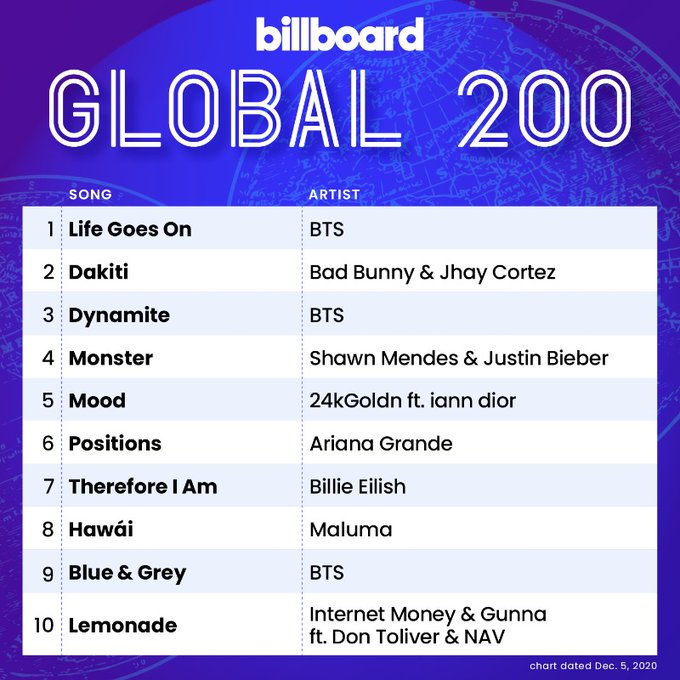 billboard
GLOBAL 200
SONG ARTIST
1 Life Goes On BTS
2 Dakiti Bad Bunny & Jhay Cortez
3 Dynamite BTS
4 Monster Shawn Mendes & Justin Bieber
5 Mood 24kGoldn ft. iann dior
6 Positions Ariana Grande
7 Therefore I Am Billie Eilish
8 Hawái Maluma
9 Blue & Grey BTS
10 Lemonade Internet Money & Gunna
ft. Don Toliver & NAV
chart dated Dec. 5, 2020